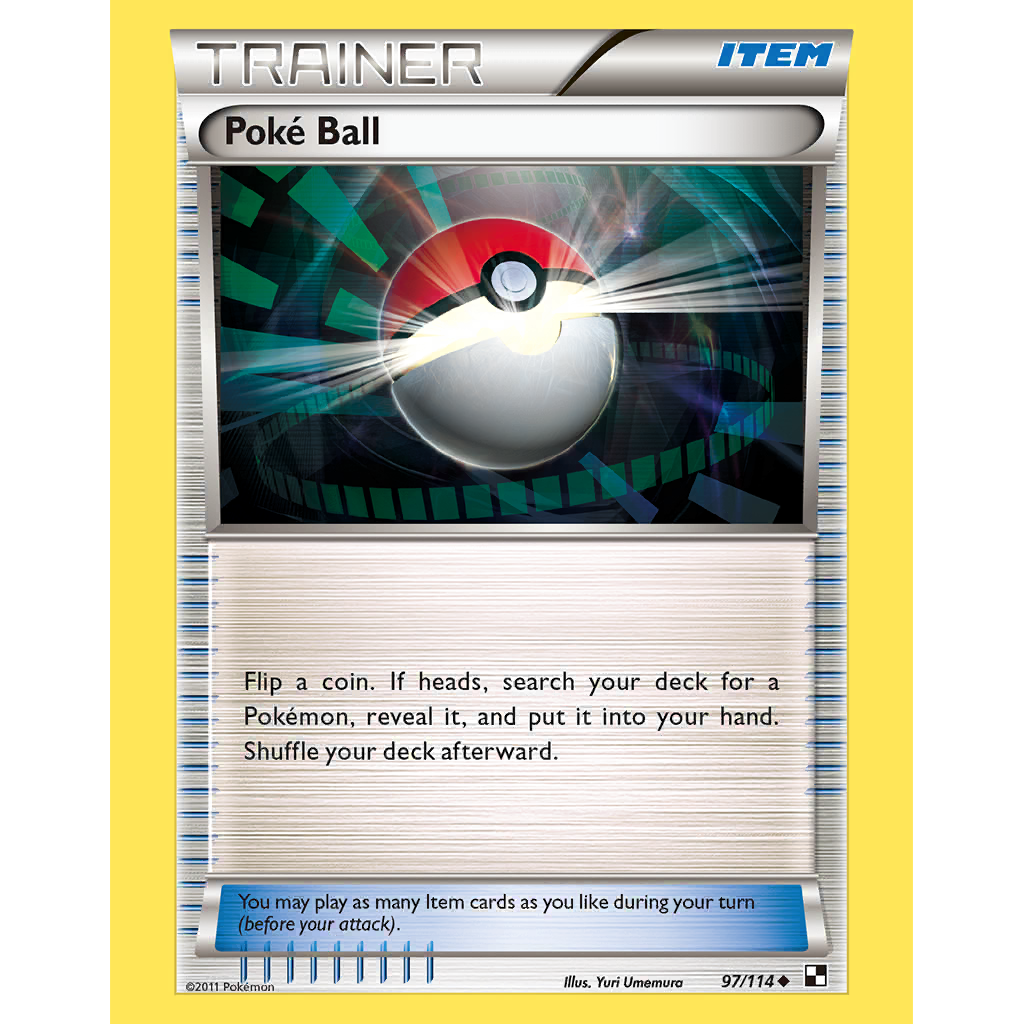 TRAINER
ITEM
Poké Ball
Flip a coin. If heads, search your deck for a
Pokémon, reveal it, and put it into your hand.
Shuffle your deck afterward.
You may play as many Item cards as you like during your turn
(before your attack).
©2011 Pokémon
Illus. Yuri Umemura
97/114